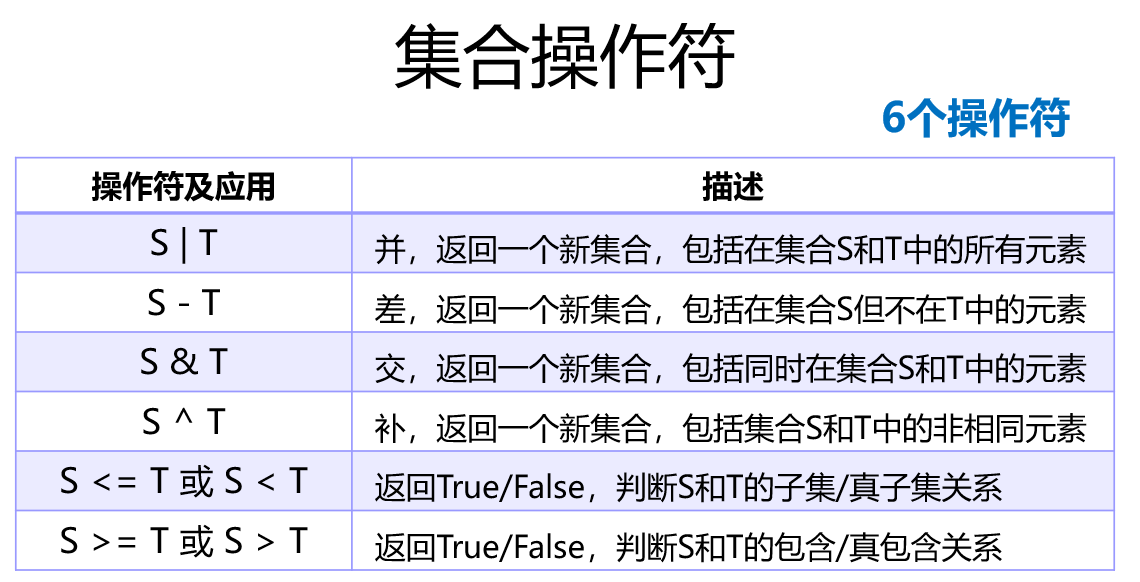 集合操作符
6个操作符
操作符及应用 描述
S | T 并，返回一个新集合，包括在集合S和T中的所有元素
S - T 差，返回一个新集合，包括在集合S但不在T中的元素
S & T 交，返回一个新集合，包括同时在集合S和T中的元素
S ^ T 补，返回一个新集合，包括集合S和T中的非相同元素
S <= T 或 S < T 返回True/False，判断S和T的子集/真子集关系
S >= T 或 S > T 返回True/False，判断S和T的包含/真包含关系